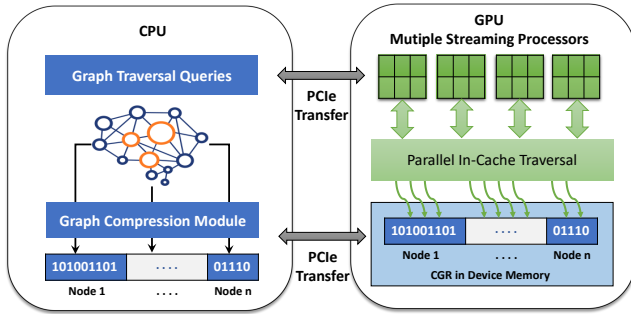 CPU
Graph Traversal Queries
Graph Compression Module
101001101 .... 01110
Node 1 .... Node n
PCIe
Transfer
PCIe
Transfer
GPU
Mutiple Streaming Processors
Parallel In-Cache Traversal
101001101 .... 01110
Node 1 .... Node n
CGR in Device Memory